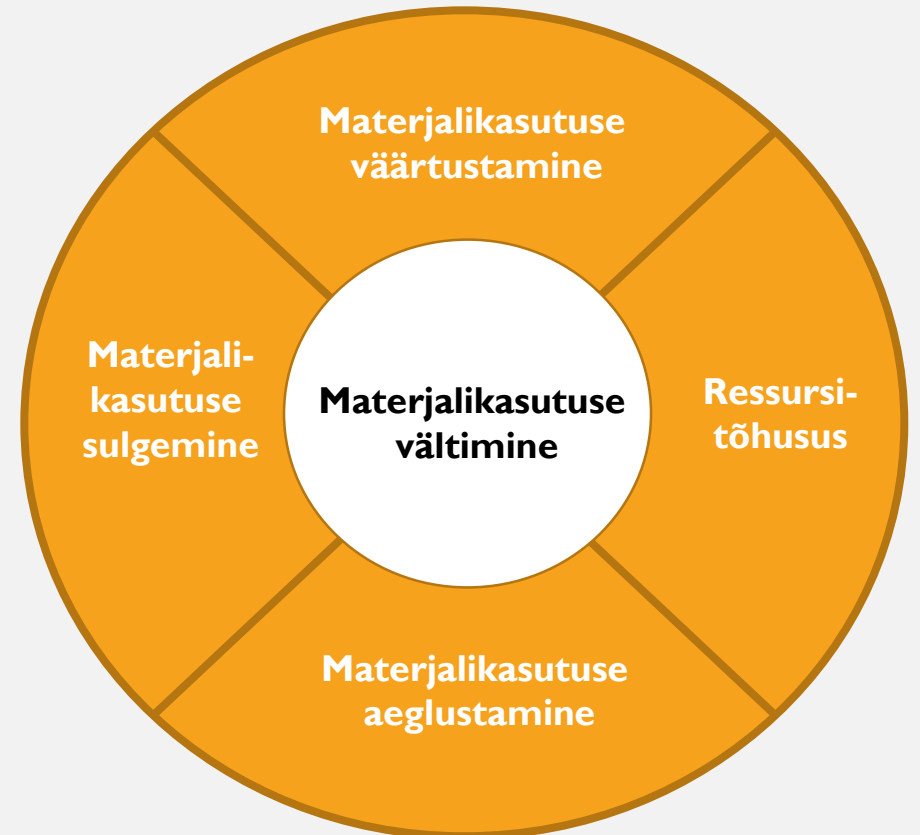 Materjalikasutuse
väärtustamine
Materjali-
kasutuse
sulgemine
Materjalikasutuse
vältimine
Ressursi-
tõhusus
Materjalikasutuse
aeglustamine